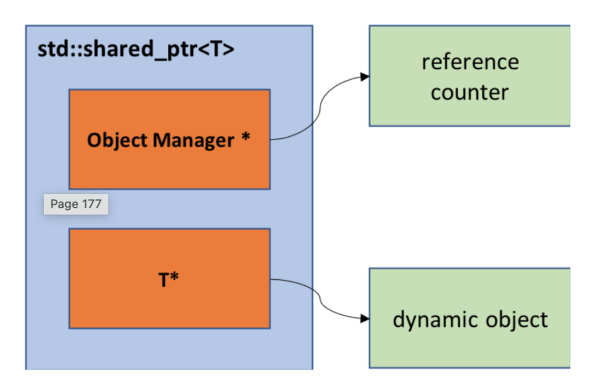 std::shared_ptr<T>
reference
counter
Object Manager *
Page 177
T*
dynamic object